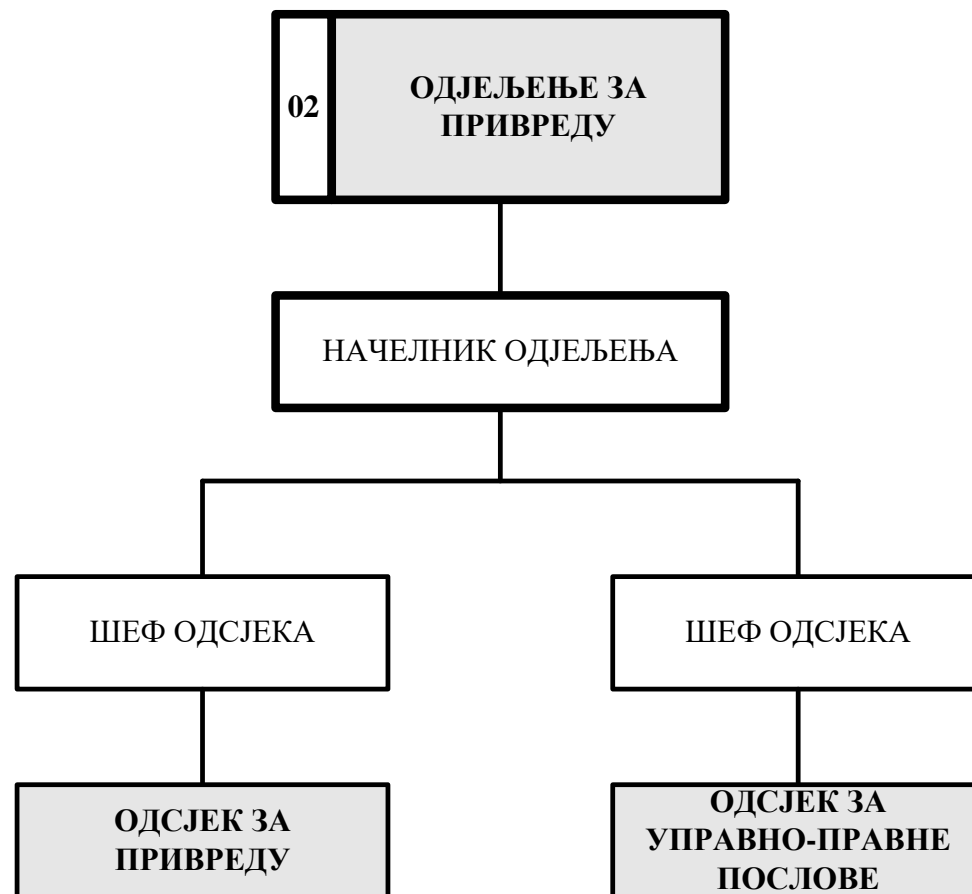 02
ОДЈЕЉЕЊЕ ЗА
ПРИВРЕДУ
НАЧЕЛНИК ОДЈЕЉЕЊА
ШЕФ ОДСЈЕКА
ШЕФ ОДСЈЕКА
ОДСЈЕК ЗА
ПРИВРЕДУ
ОДСЈЕК ЗА
УПРАВНО-ПРАВНЕ
ПОСЛОВЕ